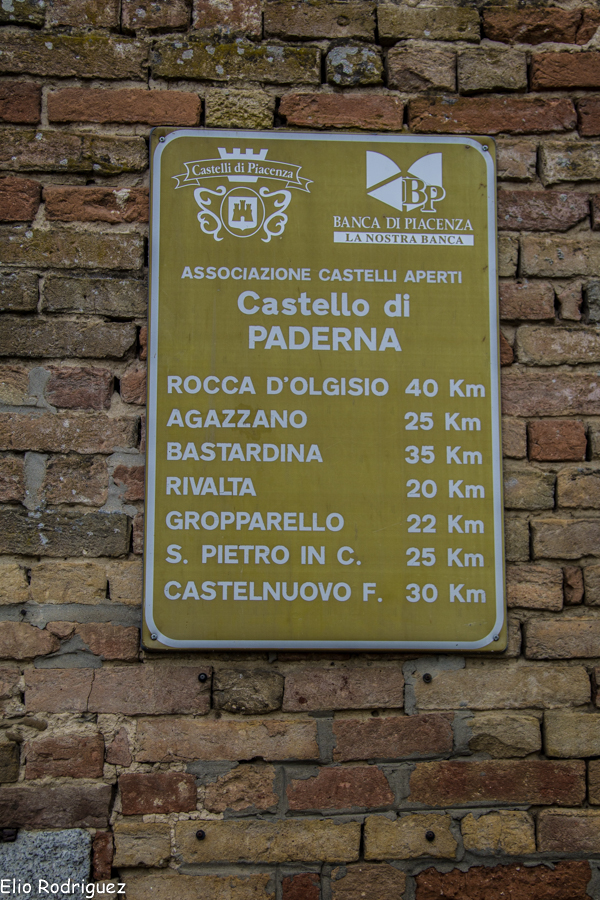 Castelli di Piacenza
BP
BANCA DI PIACENZA
LA NOSTRA BANCA
ASSOCIAZIONE CASTELLI APERTI
Castello di
PADERNA
ROCCA D'OLGISIO 40 Km
AGAZZANO 25 Km
BASTARDINA 35 Km
RIVALTA 20 Km
GROPPARELLO 22 Km
S. PIETRO IN C. 25 Km
CASTELNUOVO F. 30 Km
Elio Rodriguez